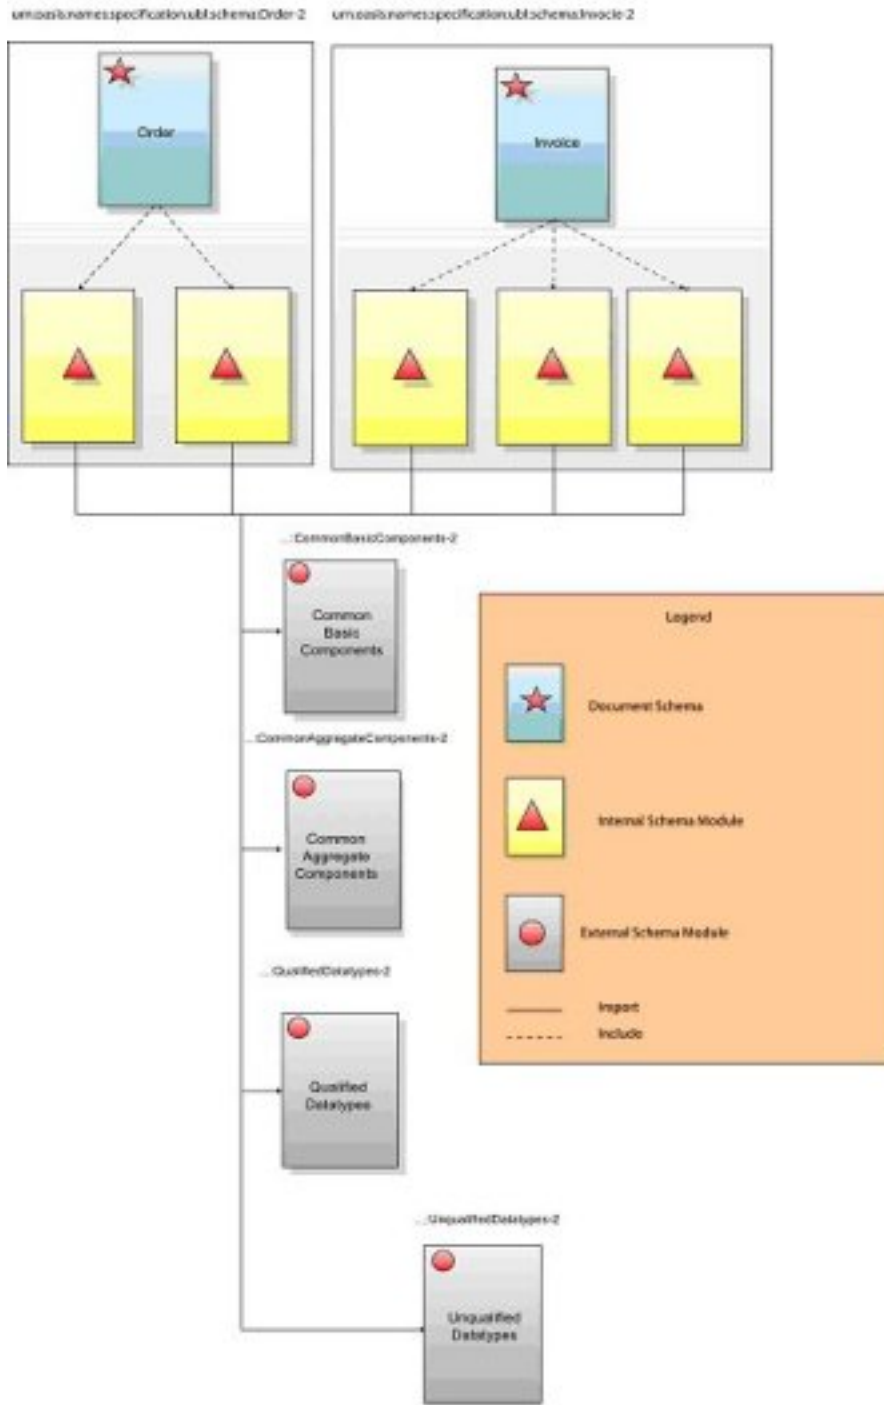 urn:oasis:names:specification:ubl:schema:Order-2
urn:oasis:names:specification:ubl:schema:Invocie-2
Order
Invoice
...:CommonBasicComponents-2
Common
Basic
Components
...:CommonAggregateComponents-2
Common
Aggregate
Components
...:QualifiedDatatypes-2
Qualified
Datatypes
...:UnqualifiedDatatypes-2
Unqualified
Datatypes
Legend
Document Schema
Internal Schema Module
External Schema Module
Import
Include